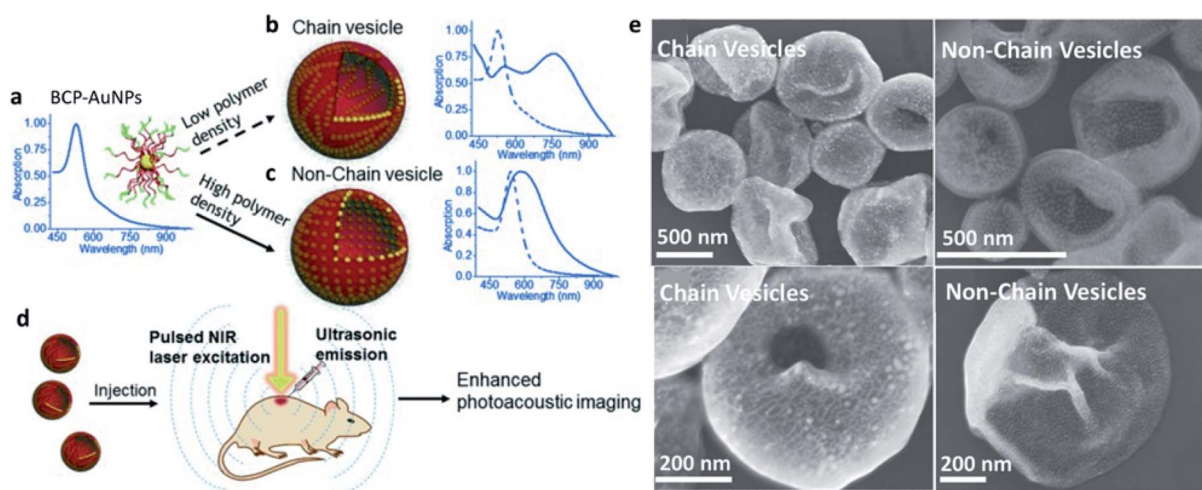 a
BCP-AuNPs
1.00
0.75
0.50
0.25
0.00
450 600 750 900
Wavelength (nm)
Absorption
Low polymer
density
High polymer
density
b
Chain vesicle
1.00
0.75
0.50
0.25
0.00
450 600 750 900
Wavelength (nm)
Absorption
c
Non-Chain vesicle
1.0
0.8
0.6
0.4
0.2
0.0
450 600 750 900
Wavelength (nm)
Absorption
d
Injection
Pulsed NIR
laser excitation
Ultrasonic
emission
Enhanced
photoacoustic imaging
e
Chain Vesicles
500 nm
Non-Chain Vesicles
500 nm
Chain Vesicles
200 nm
Non-Chain Vesicles
200 nm